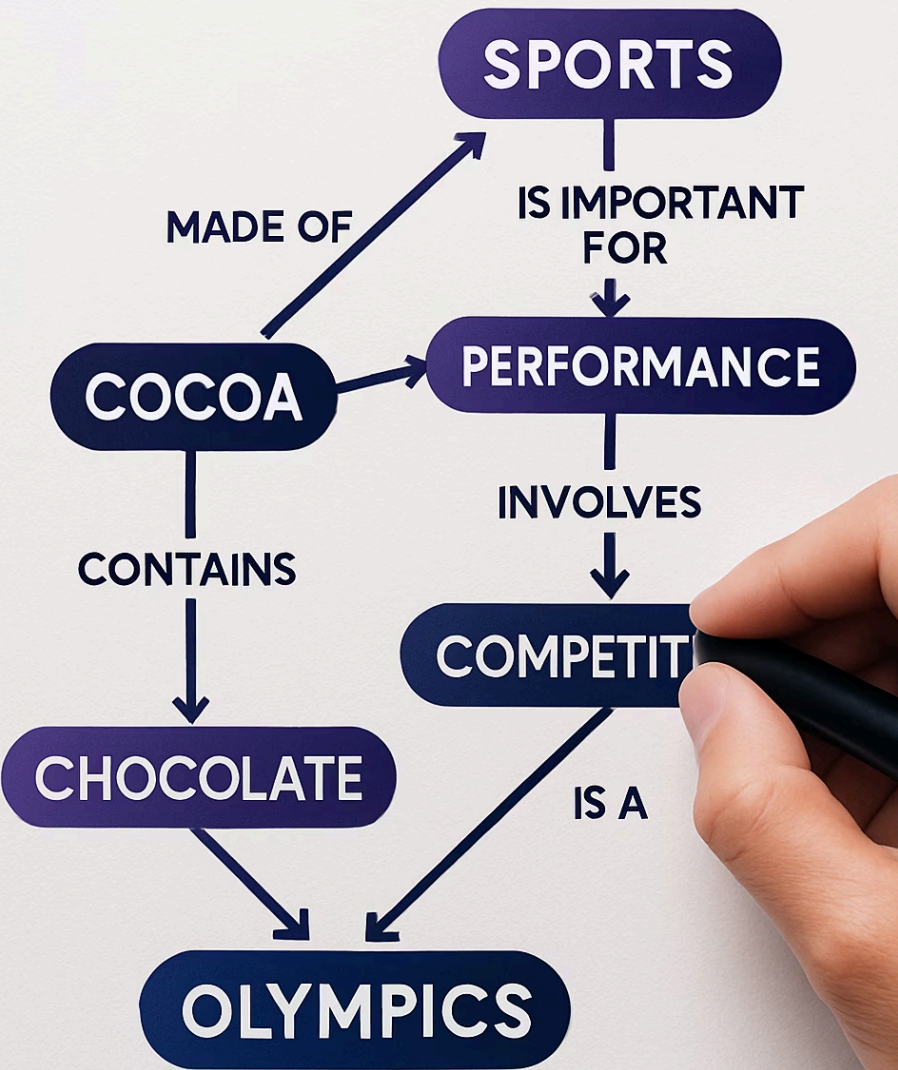 SPORTS
MADE OF
IS IMPORTANT
FOR
COCOA
PERFORMANCE
CONTAINS
INVOLVES
COMPETIT
CHOCOLATE
IS A
OLYMPICS